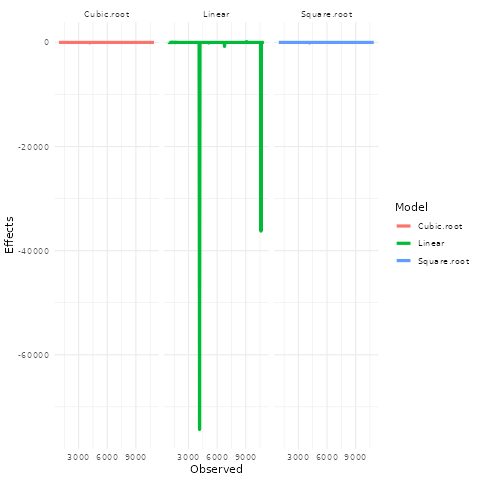 Cubic.root Linear Square.root
0
-20000
-40000
-60000
Effects
3000 6000 9000 3000 6000 9000 3000 6000 9000
Observed
Model
Cubic.root
Linear
Square.root